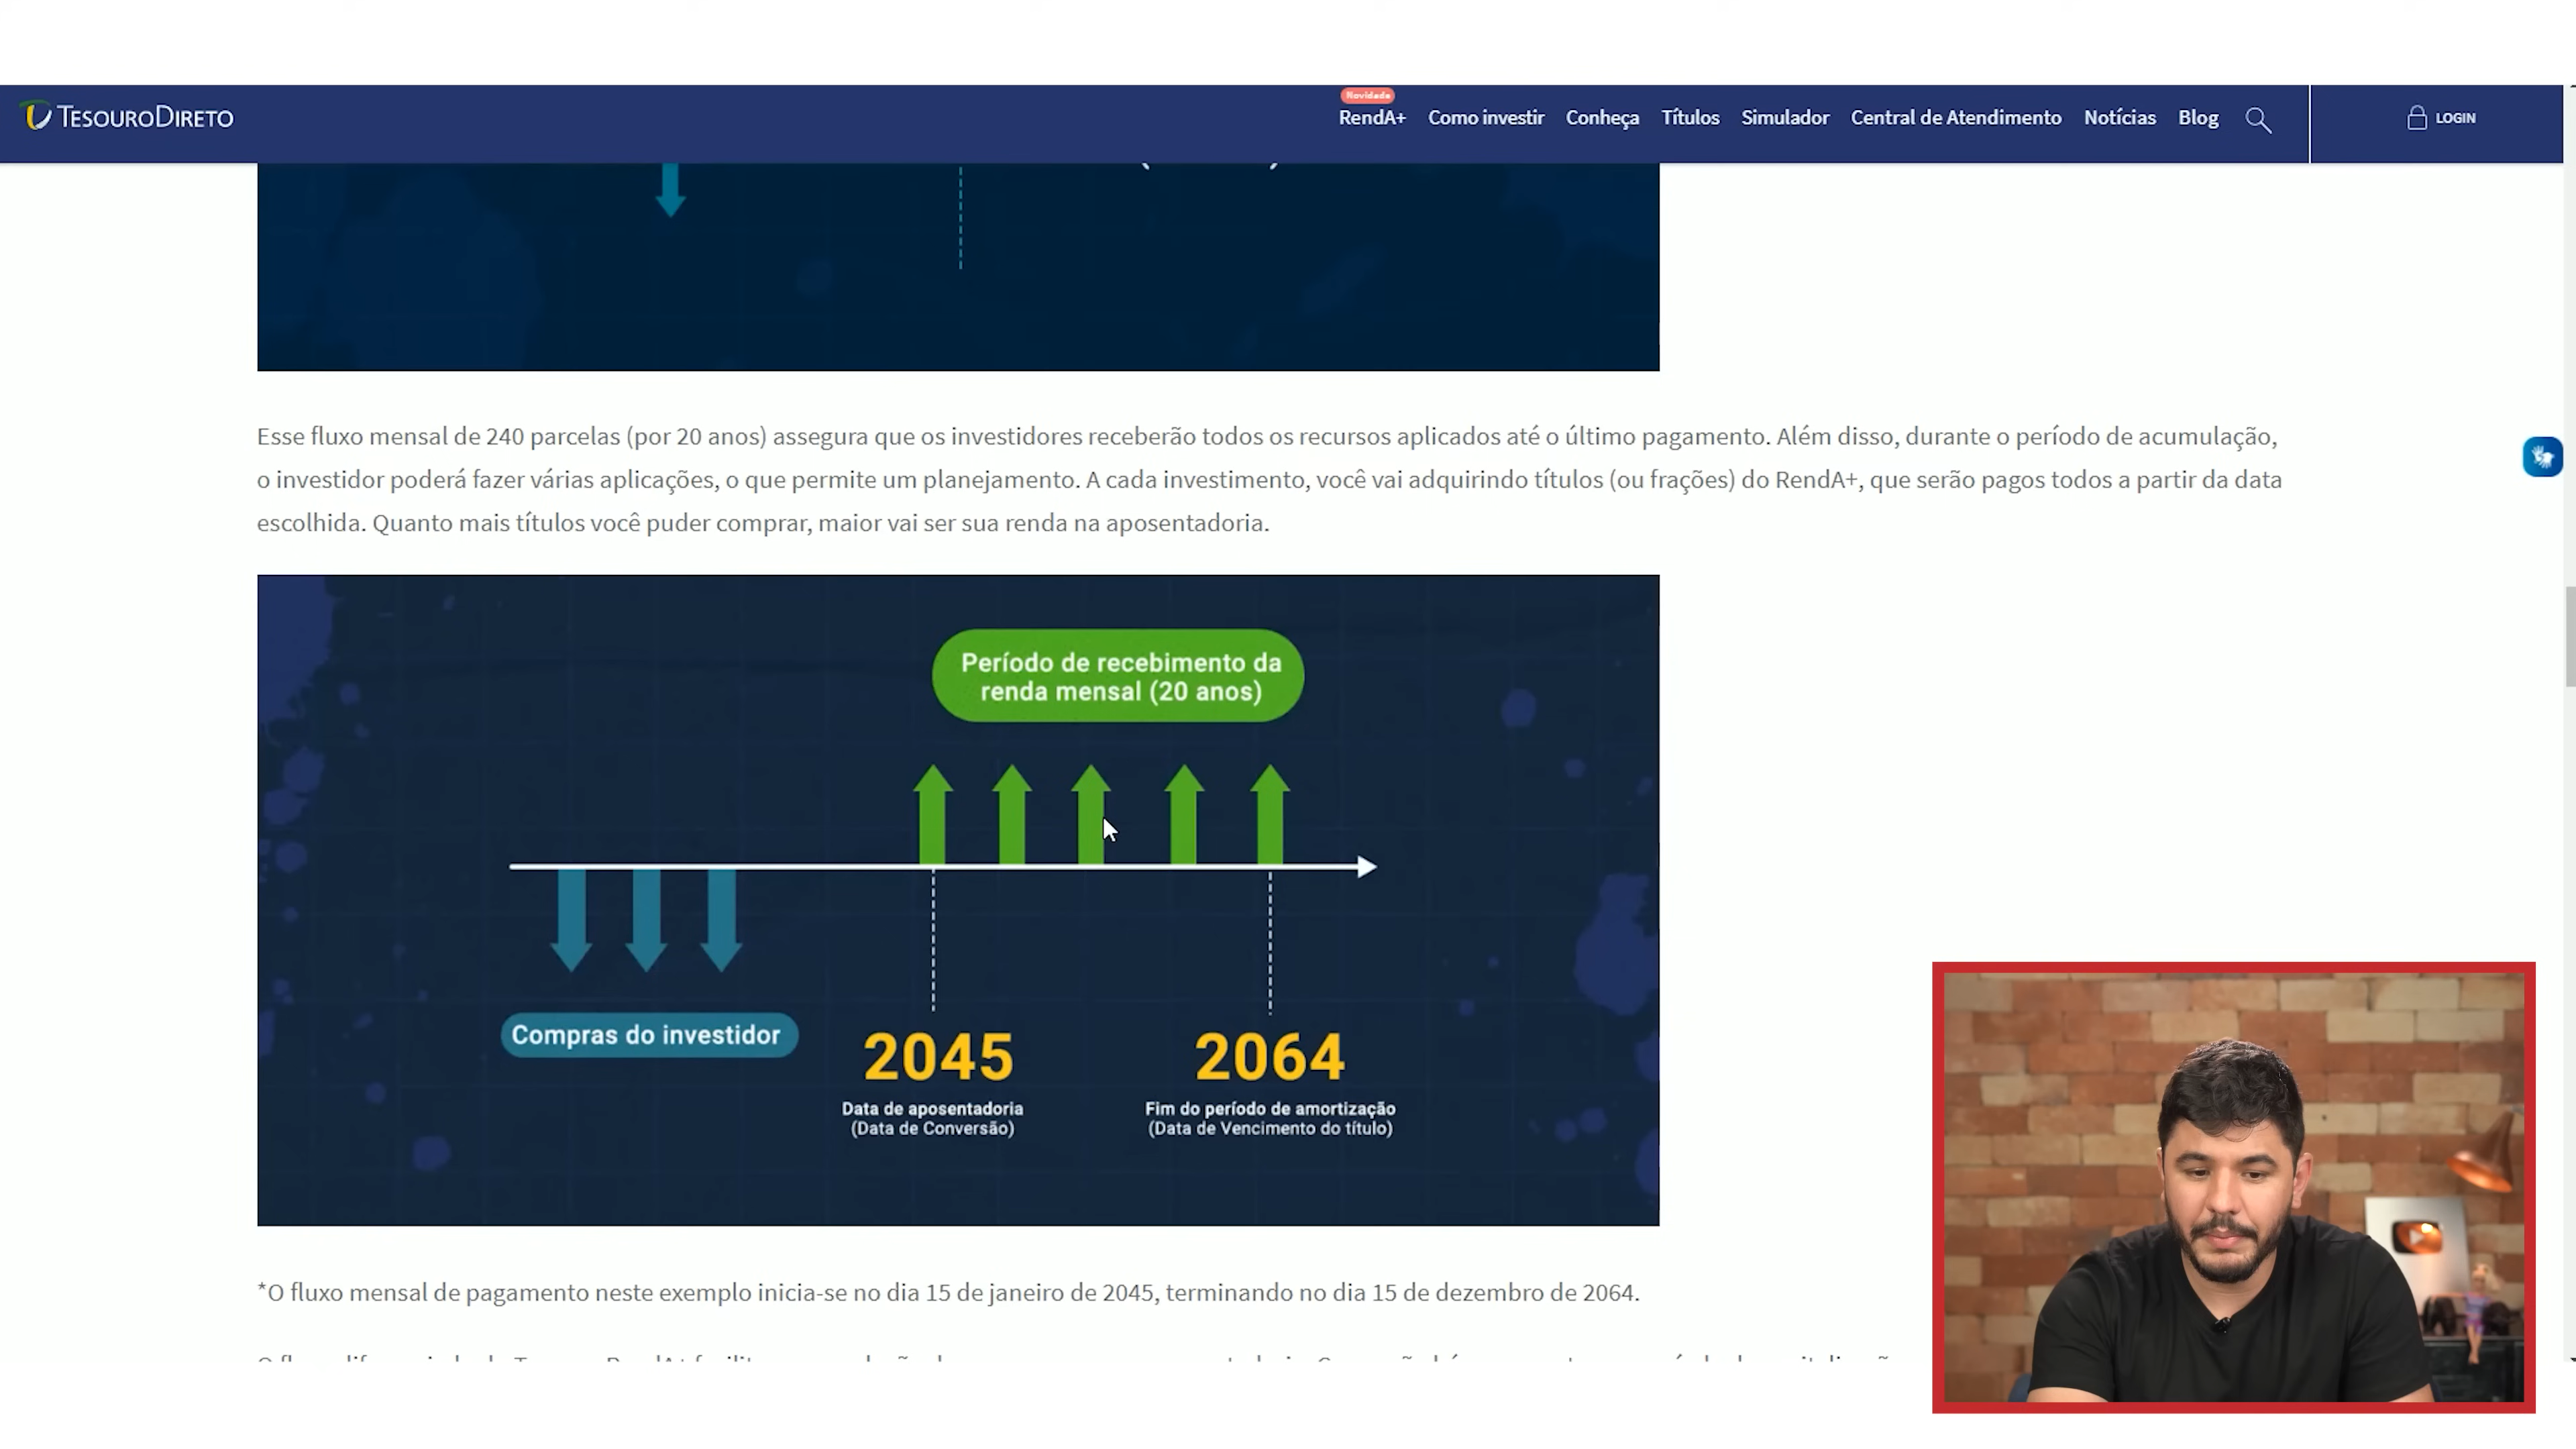 TESOURODIRETO
Novidade
RendA+ Como investir Conheça Títulos Simulador Central de Atendimento Notícias Blog LOGIN
Esse fluxo mensal de 240 parcelas (por 20 anos) assegura que os investidores receberão todos os recursos aplicados até o último pagamento. Além disso, durante o período de acumulação,
o investidor poderá fazer várias aplicações, o que permite um planejamento. A cada investimento, você vai adquirindo títulos (ou frações) do RendA+, que serão pagos todos a partir da data
escolhida. Quanto mais títulos você puder comprar, maior vai ser sua renda na aposentadoria.
Período de recebimento da
renda mensal (20 anos)
Compras do investidor
2045
Data de aposentadoria
(Data de Conversão)
2064
Fim do período de amortização
(Data de Vencimento do título)
*O fluxo mensal de pagamento neste exemplo inicia-se no dia 15 de janeiro de 2045, terminando no dia 15 de dezembro de 2064.